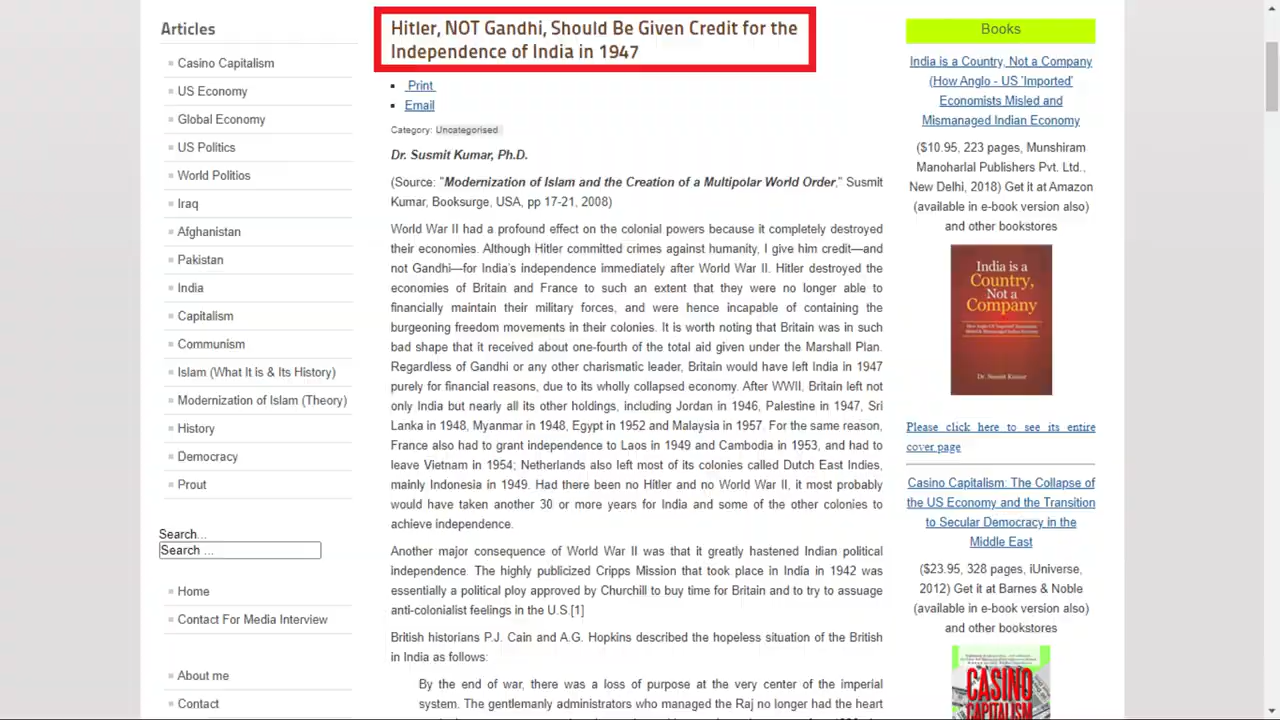 Articles
Casino Capitalism
US Economy
Global Economy
US Politics
World Politios
Iraq
Afghanistan
Pakistan
India
Capitalism
Communism
Islam (What It is & Its History)
Modernization of Islam (Theory)
History
Democracy
Prout
Search...
Search ...
Home
Contact For Media Interview
About me
Contact
Hitler, NOT Gandhi, Should Be Given Credit for the
Independence of India in 1947
Print
Email
Category: Uncategorised
Dr. Susmit Kumar, Ph.D.
(Source: "Modernization of Islam and the Creation of a Multipolar World Order," Susmit
Kumar, Booksurge, USA, pp 17-21, 2008)
World War II had a profound effect on the colonial powers because it completely destroyed
their economies. Although Hitler committed crimes against humanity, I give him credit—and
not Gandhi—for India's independence immediately after World War II. Hitler destroyed the
economies of Britain and France to such an extent that they were no longer able to
financially maintain their military forces, and were hence incapable of containing the
burgeoning freedom movements in their colonies. It is worth noting that Britain was in such
bad shape that it received about one-fourth of the total aid given under the Marshall Plan.
Regardless of Gandhi or any other charismatic leader, Britain would have left India in 1947
purely for financial reasons, due to its wholly collapsed economy. After WWII, Britain left not
only India but nearly all its other holdings, including Jordan in 1946, Palestine in 1947, Sri
Lanka in 1948, Myanmar in 1948, Egypt in 1952 and Malaysia in 1957. For the same reason,
France also had to grant independence to Laos in 1949 and Cambodia in 1953, and had to
leave Vietnam in 1954; Netherlands also left most of its colonies called Dutch East Indies,
mainly Indonesia in 1949. Had there been no Hitler and no World War II, it most probably
would have taken another 30 or more years for India and some of the other colonies to
achieve independence.
Another major consequence of World War II was that it greatly hastened Indian political
independence. The highly publicized Cripps Mission that took place in India in 1942 was
essentially a political ploy approved by Churchill to buy time for Britain and to try to assuage
anti-colonialist feelings in the U.S.[1]
British historians P.J. Cain and A.G. Hopkins described the hopeless situation of the British
in India as follows:
By the end of war, there was a loss of purpose at the very center of the imperial
system. The gentlemanly administrators who managed the Raj no longer had the heart
Books
India is a Country, Not a Company
(How Anglo - US 'Imported'
Economists Misled and
Mismanaged Indian Economy
($10.95, 223 pages, Munshiram
Manoharlal Publishers Pvt. Ltd.,
New Delhi, 2018) Get it at Amazon
(available in e-book version also)
and other bookstores
India is a
Country,
Not a
Company
How Anglo-US 'Imported' Economists
Misled & Mismanaged Indian Economy
Dr. Susmit Kumar
Please click here to see its entire
cover page
Casino Capitalism: The Collapse of
the US Economy and the Transition
to Secular Democracy in the
Middle East
($23.95, 328 pages, iUniverse,
2012) Get it at Barnes & Noble
(available in e-book version also)
and other bookstores
CASINO
CAPITALISM